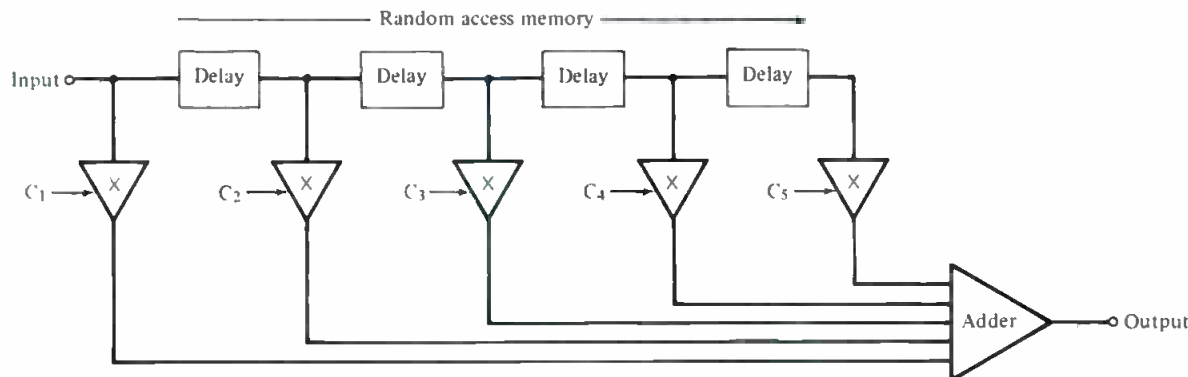 Random access memory
Input Delay Delay Delay Delay
X X X X X
C1 C2 C3 C4 C5
Adder Output